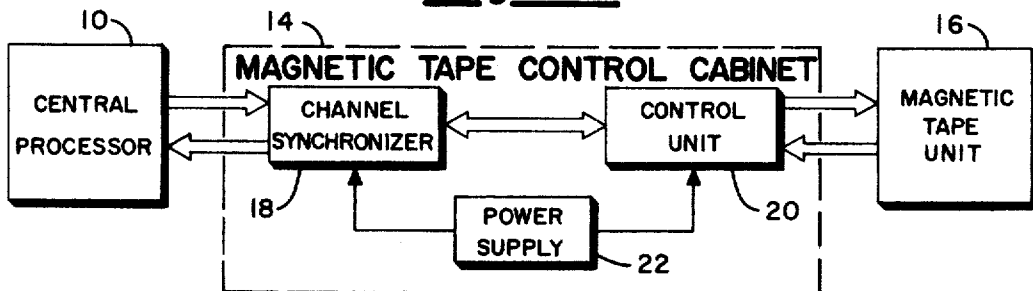 10
14
16
MAGNETIC TAPE CONTROL CABINET
CENTRAL
PROCESSOR
CHANNEL
SYNCHRONIZER
CONTROL
UNIT
MAGNETIC
TAPE
UNIT
18
20
POWER
SUPPLY
22